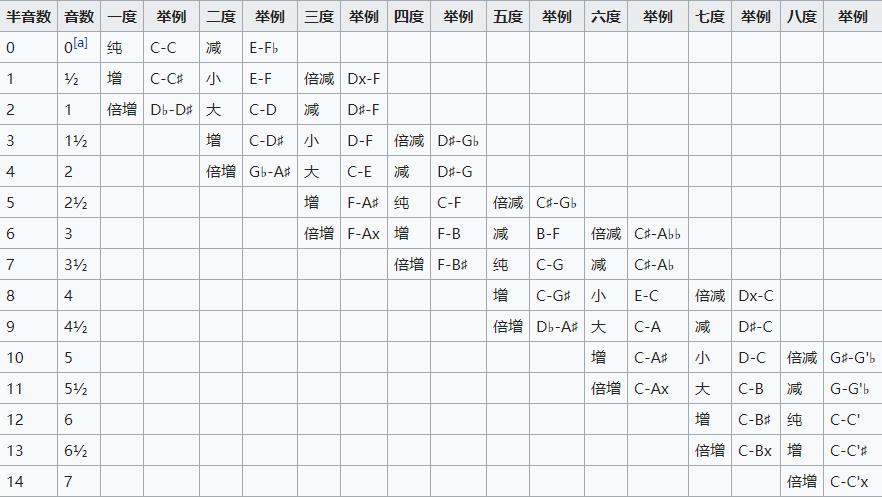 半音数 音数 一度 举例 二度 举例 三度 举例 四度 举例 五度 举例 六度 举例 七度 举例 八度 举例
0 0[a] 纯 C-C 减 E-F♭
1 ½ 增 C-C♯ 小 E-F 倍减 Dx-F
2 1 倍增 D♭-D♯ 大 C-D 减 D♯-F
3 1½ 增 C-D♯ 小 D-F 倍减 D♯-G♭
4 2 倍增 G♭-A♯ 大 C-E 减 D♯-G
5 2½ 增 F-A♯ 纯 C-F 倍减 C♯-G♭
6 3 倍增 F-Ax 增 F-B 减 B-F 倍减 C♯-A♭♭
7 3½ 倍增 F-B♯ 纯 C-G 减 C♯-A♭
8 4 增 C-G♯ 小 E-C 倍减 Dx-C
9 4½ 倍增 D♭-A♯ 大 C-A 减 D♯-C
10 5 增 C-A♯ 小 D-C 倍减 G♯-G'♭
11 5½ 倍增 C-Ax 大 C-B 减 G-G'♭
12 6 增 C-B♯ 纯 C-C'
13 6½ 倍增 C-Bx 增 C-C'♯
14 7 倍增 C-C'x